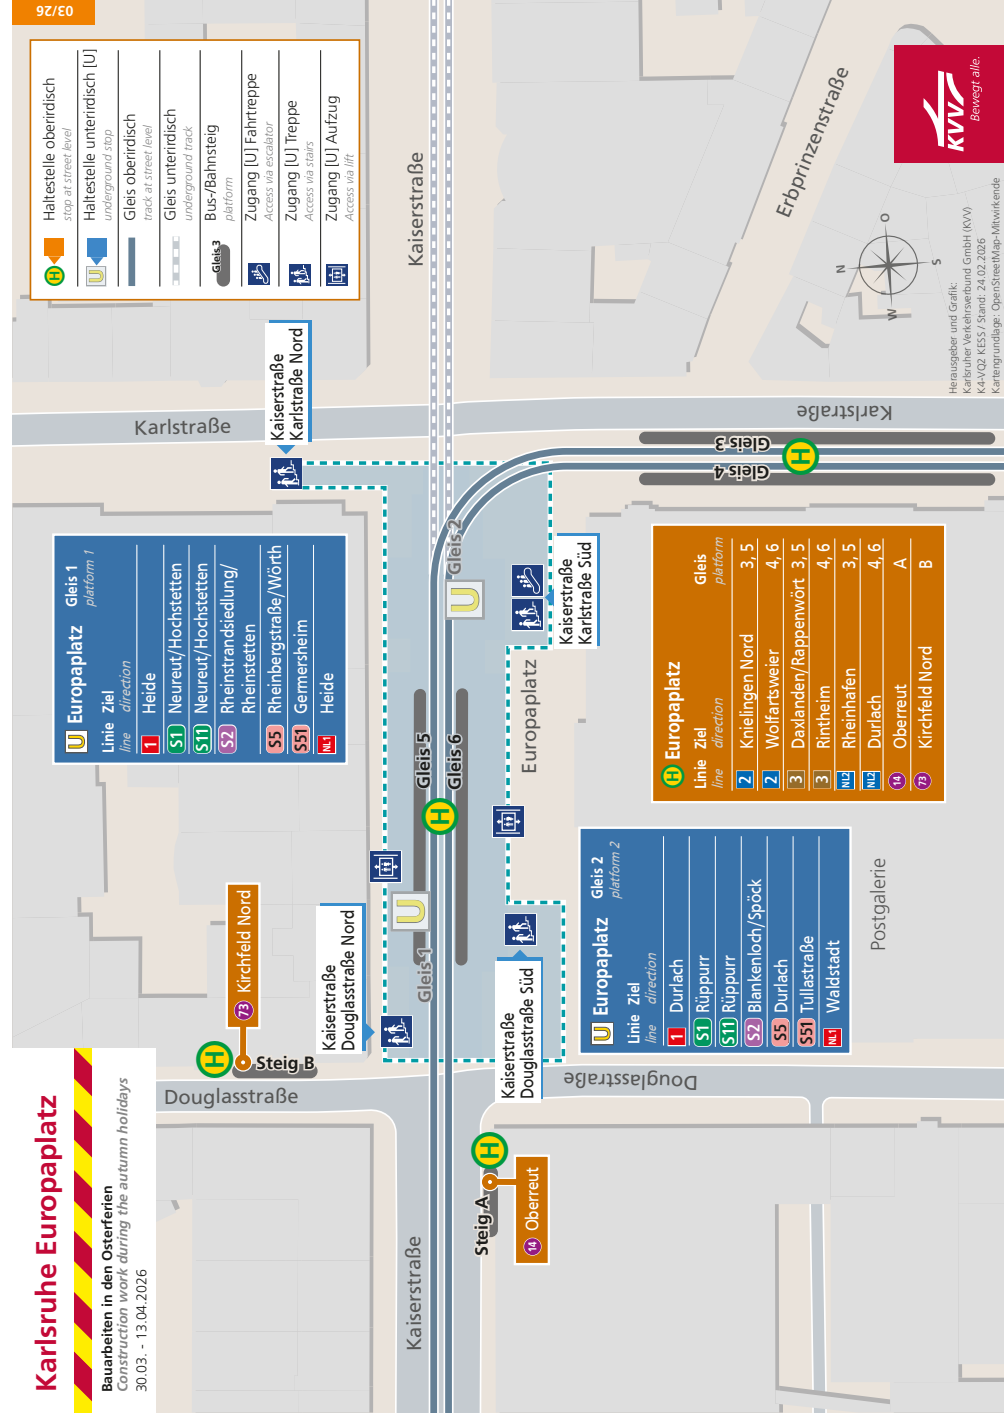 Karlsruhe Europaplatz
Bauarbeiten in den Osterferien
Construction work during the autumn holidays
30.03. - 13.04.2026
03/26
Haltestelle oberirdisch
stop at street level
Haltestelle unterirdisch [U]
underground stop
Gleis oberirdisch
track at street level
Gleis unterirdisch
underground track
Gleis 3
Bus-/Bahnsteig
platform
Zugang [U] Fahrtreppe
Access via escalator
Zugang [U] Treppe
Access via stairs
Zugang [U] Aufzug
Access via lift
H
U
U Europaplatz Gleis 1
platform 1
Linie Ziel
line direction
1 Heide
S1 Neureut/Hochstetten
S11 Neureut/Hochstetten
S2 Rheinstrandsiedlung/
Rheinstetten
S5 Rheinbergstraße/Wörth
S51 Germersheim
NL1 Heide
Karlstraße
Kaiserstraße
Karlstraße Nord
73 Kirchfeld Nord
H
Steig B
Douglasstraße
Kaiserstraße
Douglasstraße Nord
Kaiserstraße
Kaiserstraße
Gleis 1
U
H
Gleis 5
Gleis 6
U
Gleis 2
Steig A
H
14 Oberreut
Kaiserstraße
Douglasstraße Süd
Douglasstraße
Europaplatz
Kaiserstraße
Karlstraße Süd
Gleis 3
Gleis 4
H
Karlstraße
Erbprinzenstraße
U Europaplatz Gleis 2
platform 2
Linie Ziel
line direction
1 Durlach
S1 Rüppurr
S11 Rüppurr
S2 Blankenloch/Spöck
S5 Durlach
S51 Tullastraße
NL1 Waldstadt
H Europaplatz
Linie Ziel Gleis
line direction platform
2 Knielingen Nord 3, 5
2 Wolfartsweier 4, 6
3 Daxlanden/Rappenwört 3, 5
3 Rintheim 4, 6
NL2 Rheinhafen 3, 5
NL2 Durlach 4, 6
14 Oberreut A
73 Kirchfeld Nord B
Postgalerie
N
O
S
W
KVV
Bewegt alle.
Herausgeber und Grafik:
Karlsruher Verkehrsverbund GmbH (KVV)
K4-VQ2 KESS / Stand: 24.02.2026
Kartengrundlage: OpenStreetMap-Mitwirkende